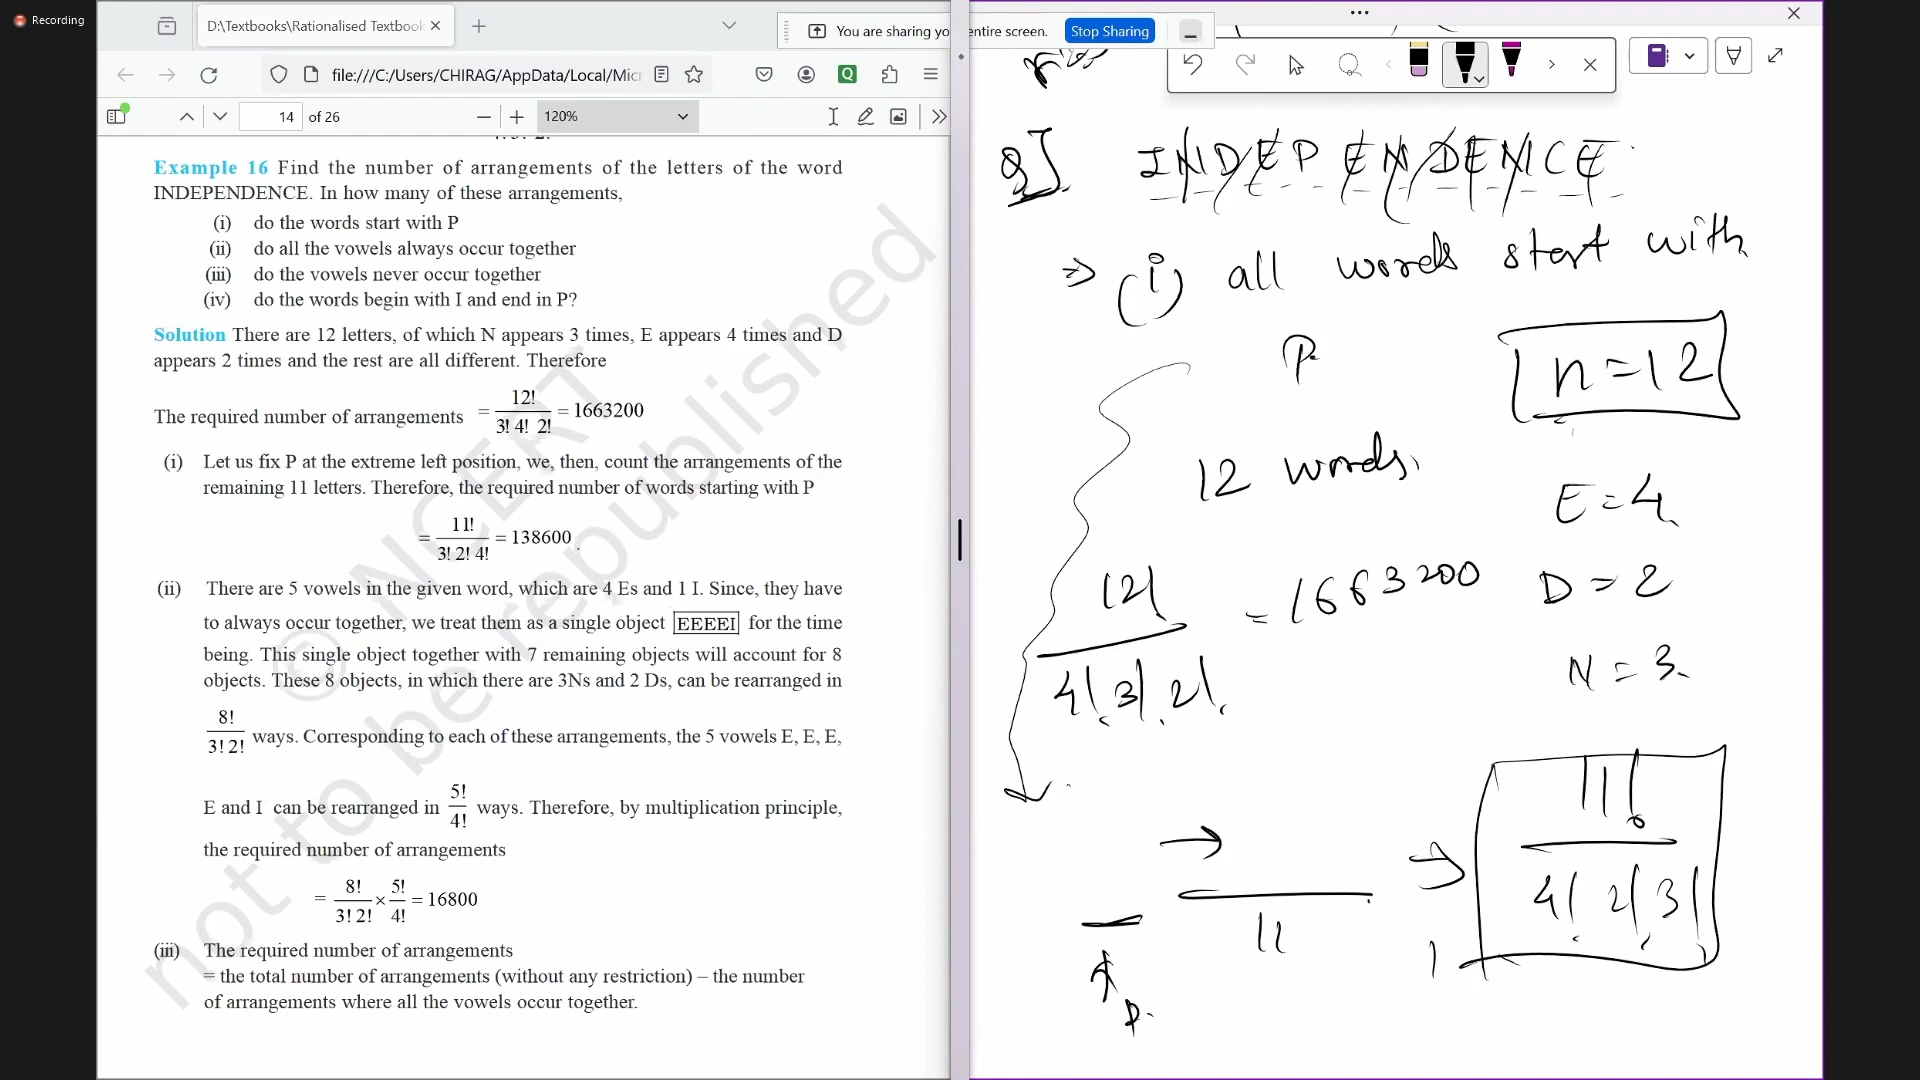 Recording
D:\Textbooks\Rationalised Textbook
You are sharing yo
entire screen.
Stop Sharing
file:///C:/Users/CHIRAG/AppData/Local/Micr
14 of 26
120%
Example 16 Find the number of arrangements of the letters of the word
INDEPENDENCE. In how many of these arrangements,
(i) do the words start with P
(ii) do all the vowels always occur together
(iii) do the vowels never occur together
(iv) do the words begin with I and end in P?
Solution There are 12 letters, of which N appears 3 times, E appears 4 times and D
appears 2 times and the rest are all different. Therefore
The required number of arrangements = 12!/(3! 4! 2!) = 1663200
(i) Let us fix P at the extreme left position, we, then, count the arrangements of the
remaining 11 letters. Therefore, the required number of words starting with P
= 11!/(3! 2! 4!) = 138600.
(ii) There are 5 vowels in the given word, which are 4 Es and 1 I. Since, they have
to always occur together, we treat them as a single object EEEEI for the time
being. This single object together with 7 remaining objects will account for 8
objects. These 8 objects, in which there are 3Ns and 2 Ds, can be rearranged in
8!/(3! 2!) ways. Corresponding to each of these arrangements, the 5 vowels E, E, E,
E and I can be rearranged in 5!/4! ways. Therefore, by multiplication principle,
the required number of arrangements
= 8!/(3! 2!) × 5!/4! = 16800
(iii) The required number of arrangements
= the total number of arrangements (without any restriction) – the number
of arrangements where all the vowels occur together.
© NCERT
not to be republished
Q] INDEPENDENCE
⇒ (i) all words start with
P.
n=12
12 words.
E = 4
12!/(4! 3! 2!) = 1663200
D = 2
N = 3.
→
11
P.
⇒ 11!/(4! 2! 3!)